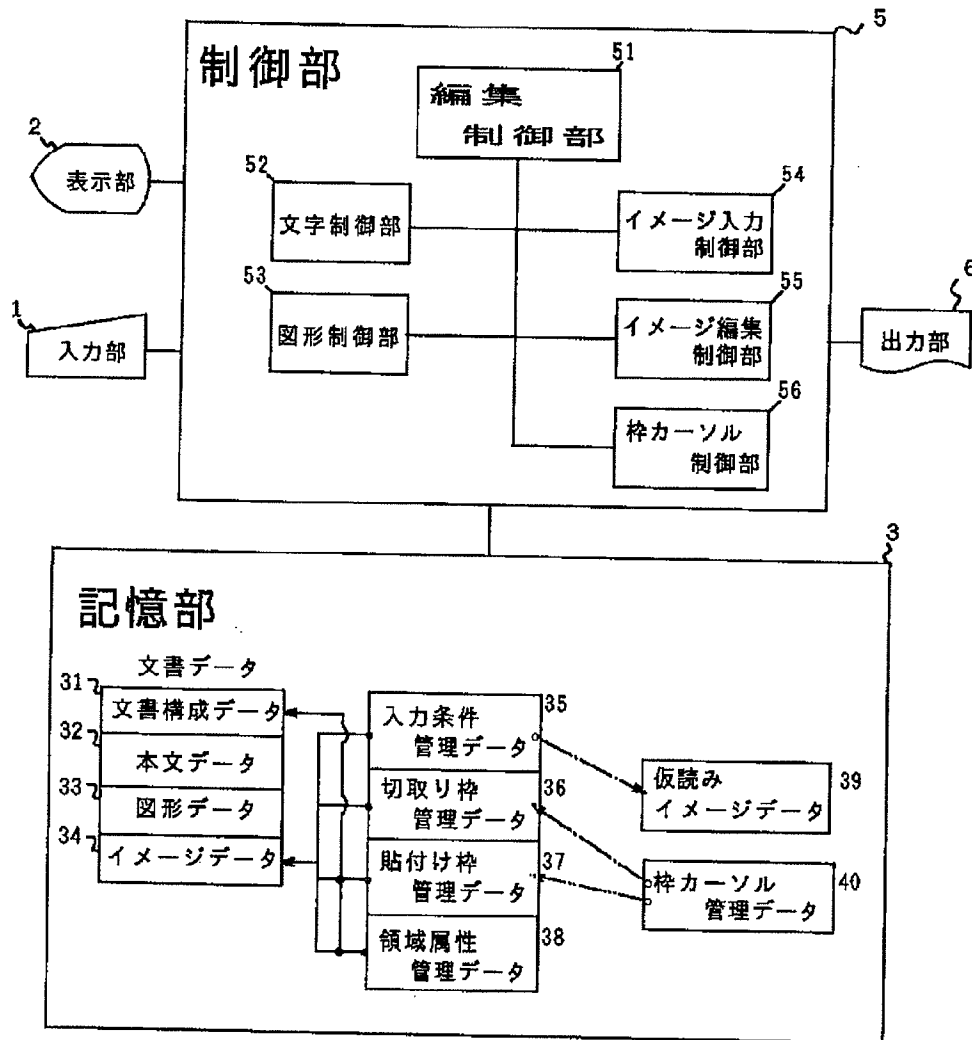 5
制御部
51
編集
制御部
2
表示部
52
文字制御部
54
イメージ入力
制御部
53
図形制御部
55
イメージ編集
制御部
1
入力部
6
出力部
56
枠カーソル
制御部
3
記憶部
文書データ
31
文書構成データ
32
本文データ
33
図形データ
34
イメージデータ
35
入力条件
管理データ
36
切取り枠
管理データ
37
貼付け枠
管理データ
38
領域属性
管理データ
39
仮読み
イメージデータ
40
枠カーソル
管理データ